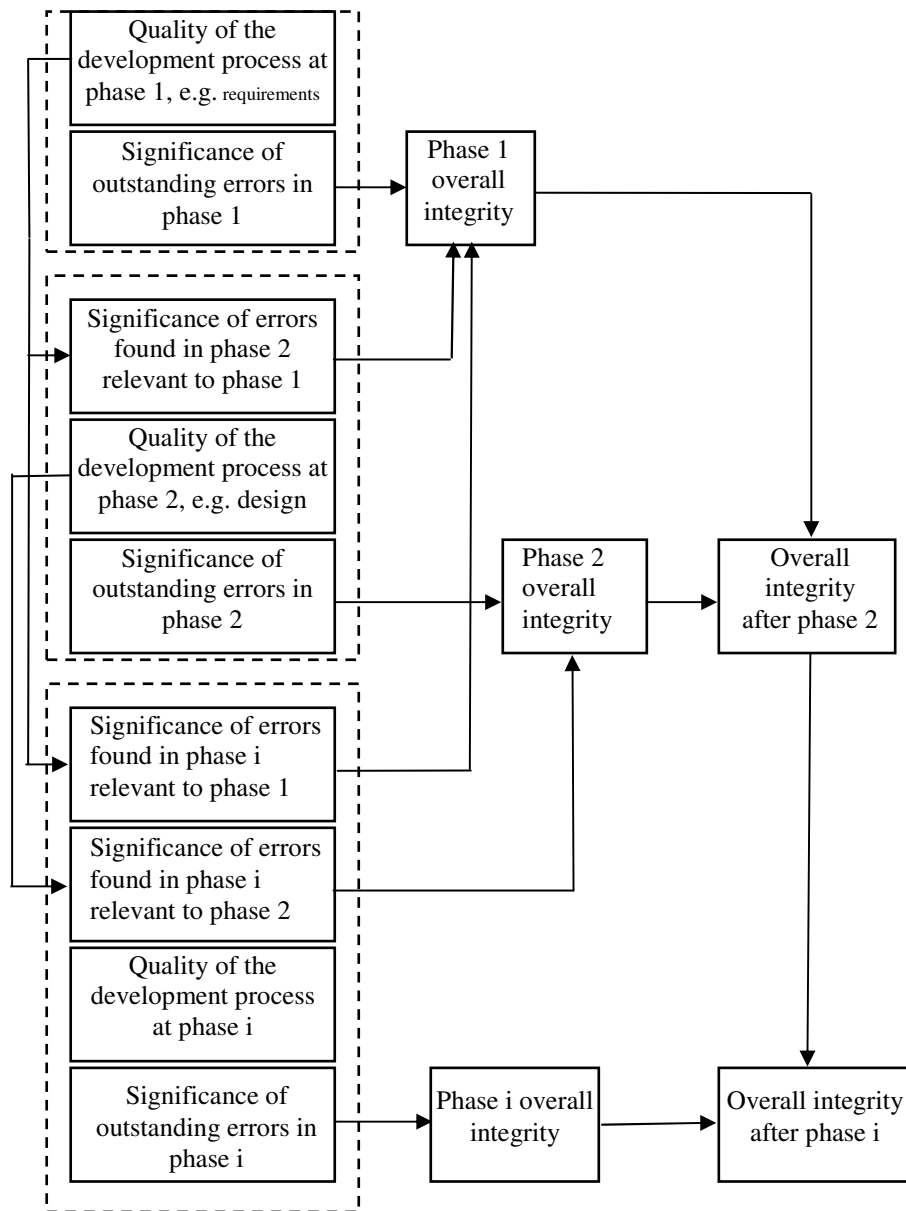 Quality of the
development process at
phase 1, e.g. requirements
Significance of
outstanding errors in
phase 1
Phase 1
overall
integrity
Significance of errors
found in phase 2
relevant to phase 1
Quality of the
development process at
phase 2, e.g. design
Significance of
outstanding errors in
phase 2
Phase 2
overall
integrity
Overall
integrity
after phase 2
Significance of errors
found in phase i
relevant to phase 1
Significance of errors
found in phase i
relevant to phase 2
Quality of the
development process
at phase i
Significance of
outstanding errors in
phase i
Phase i overall
integrity
Overall integrity
after phase i